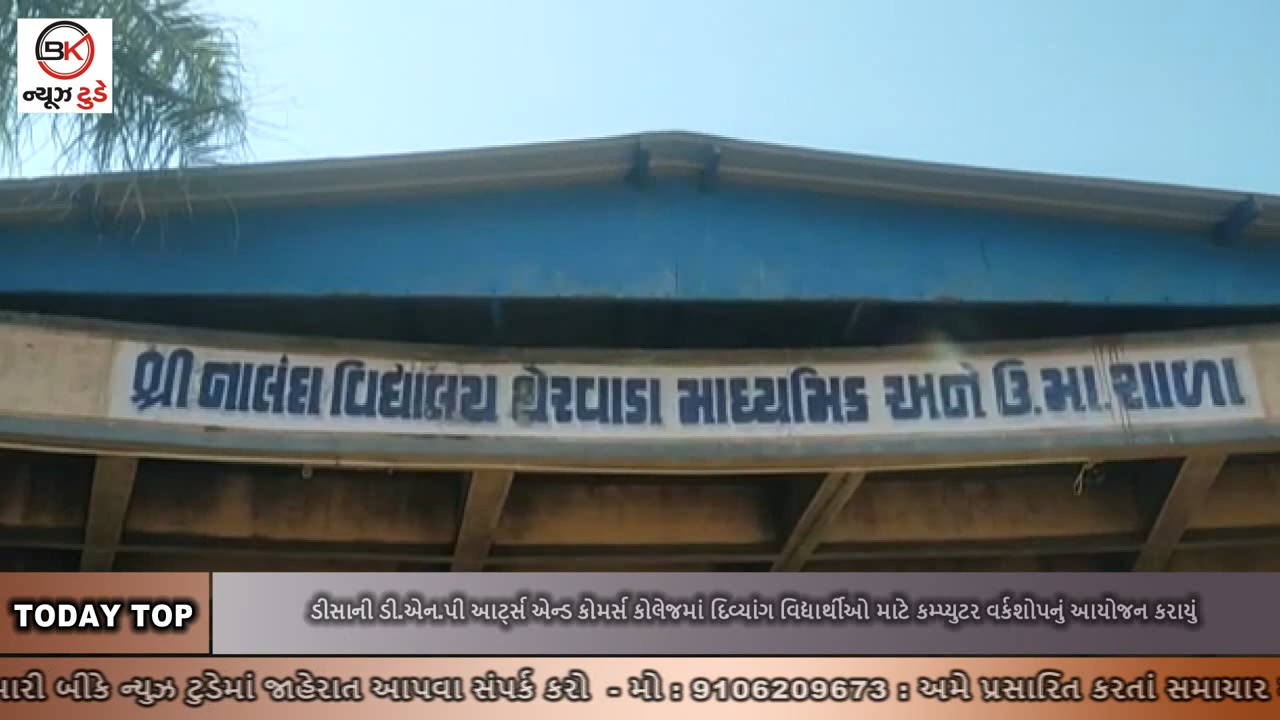 BK
ન્યૂઝ ટુડે
શ્રી નાલંદા વિદ્યાલય થેરવાડા માધ્યમિક અને ઉ.મા.શાળા
TODAY TOP
ડીસાની ડી.એન.પી આર્ટ્સ એન્ડ કોમર્સ કોલેજમાં દિવ્યાંગ વિદ્યાર્થીઓ માટે કમ્પ્યુટર વર્કશોપનું આયોજન કરાયું
મારી બીકે ન્યુઝ ટુડેમાં જાહેરાત આપવા સંપર્ક કરો - મો : 9106209673 : અમે પ્રસારિત કરતાં સમાચાર